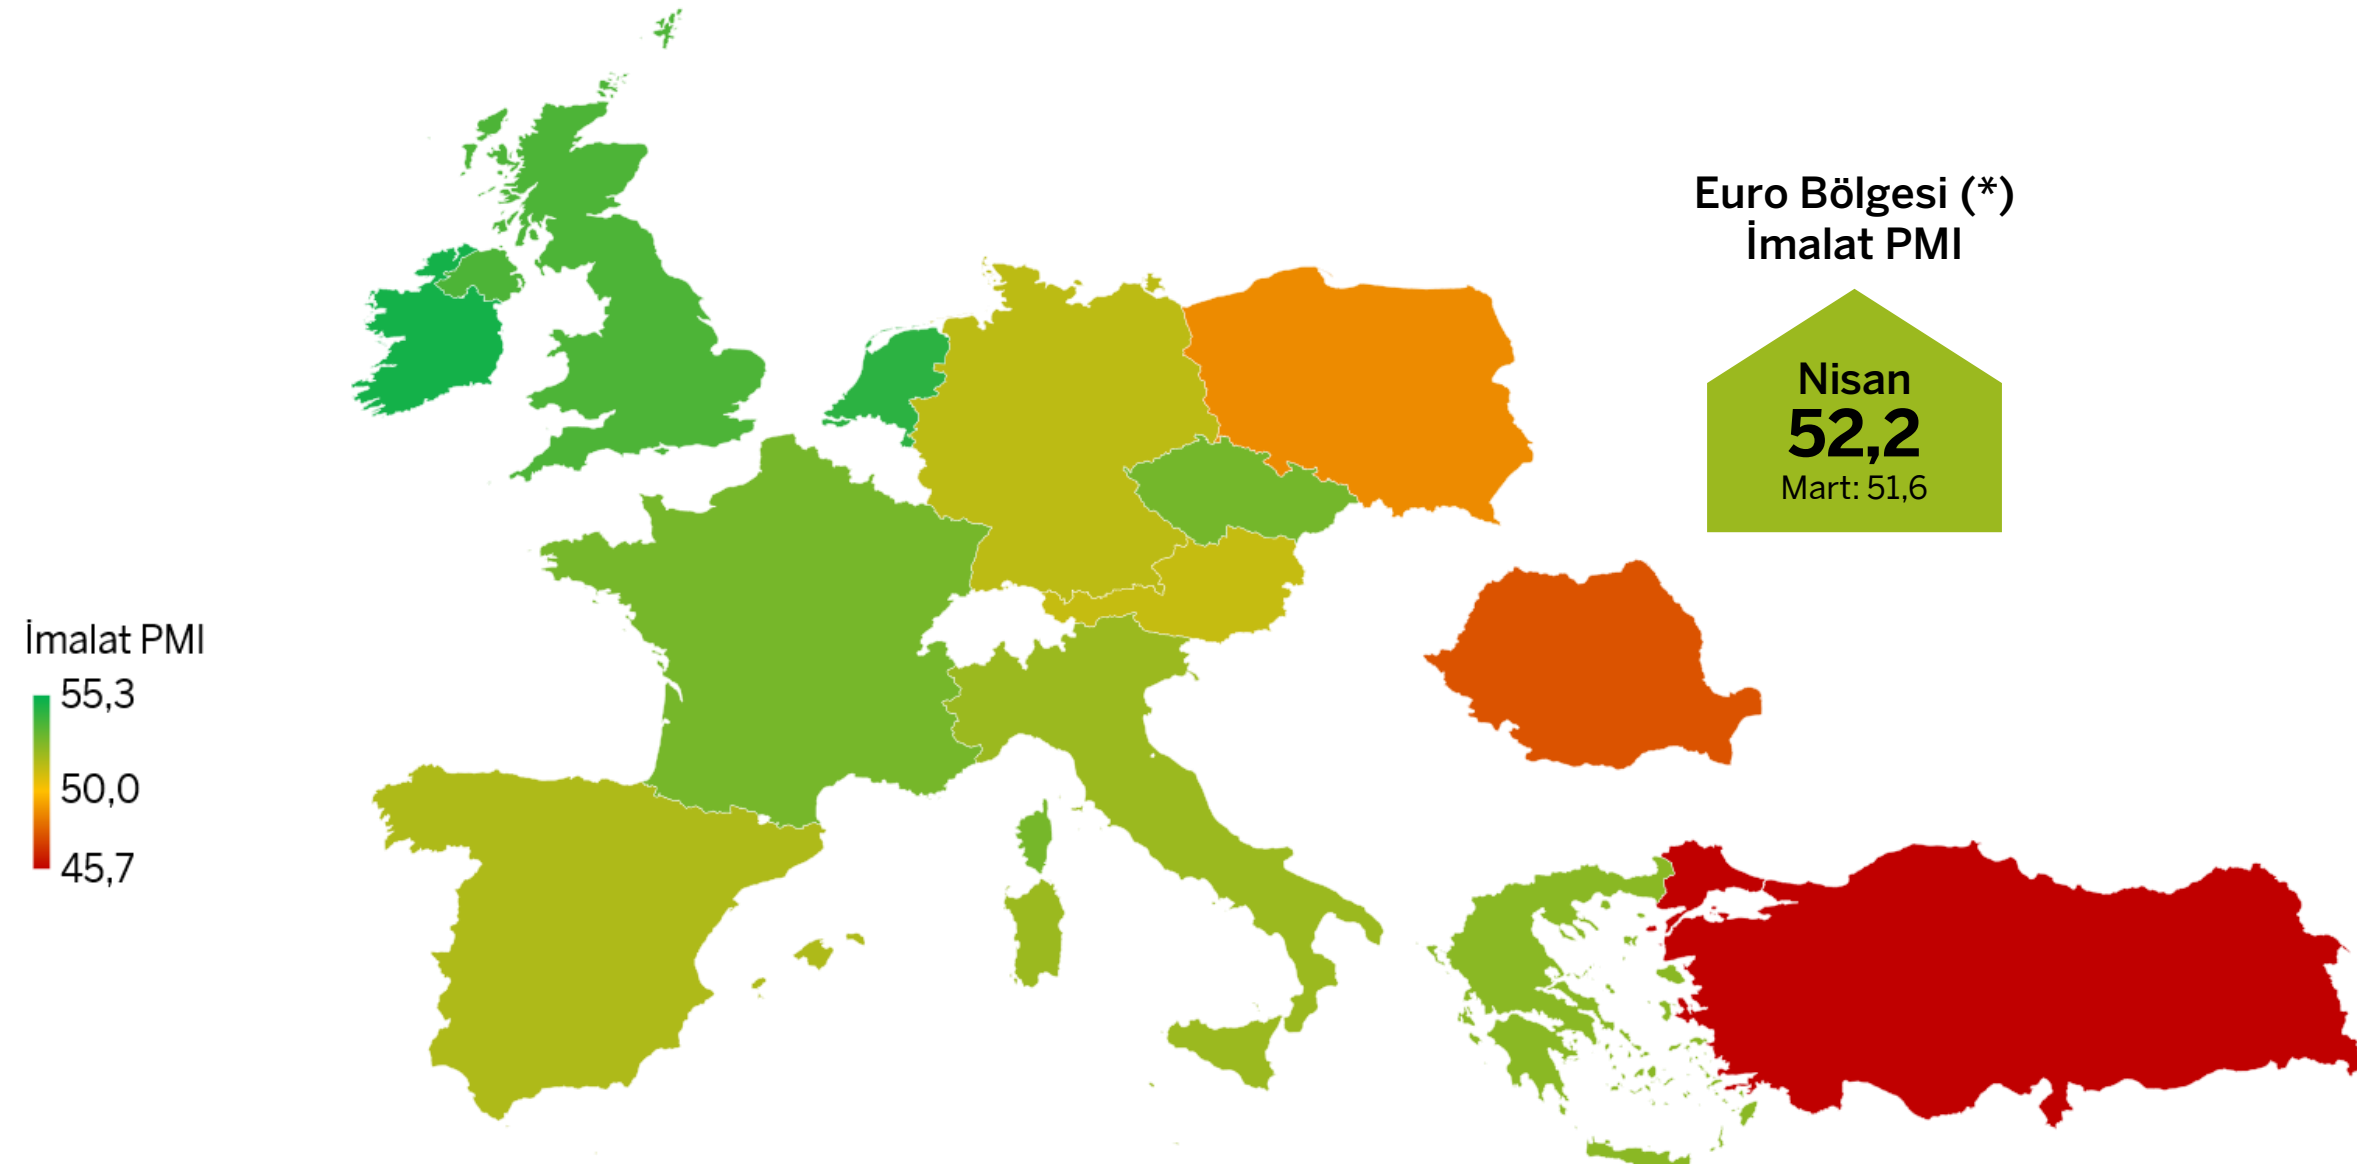 Euro Bölgesi (*)
İmalat PMI
Nisan
52,2
Mart: 51,6
İmalat PMI
55,3
50,0
45,7